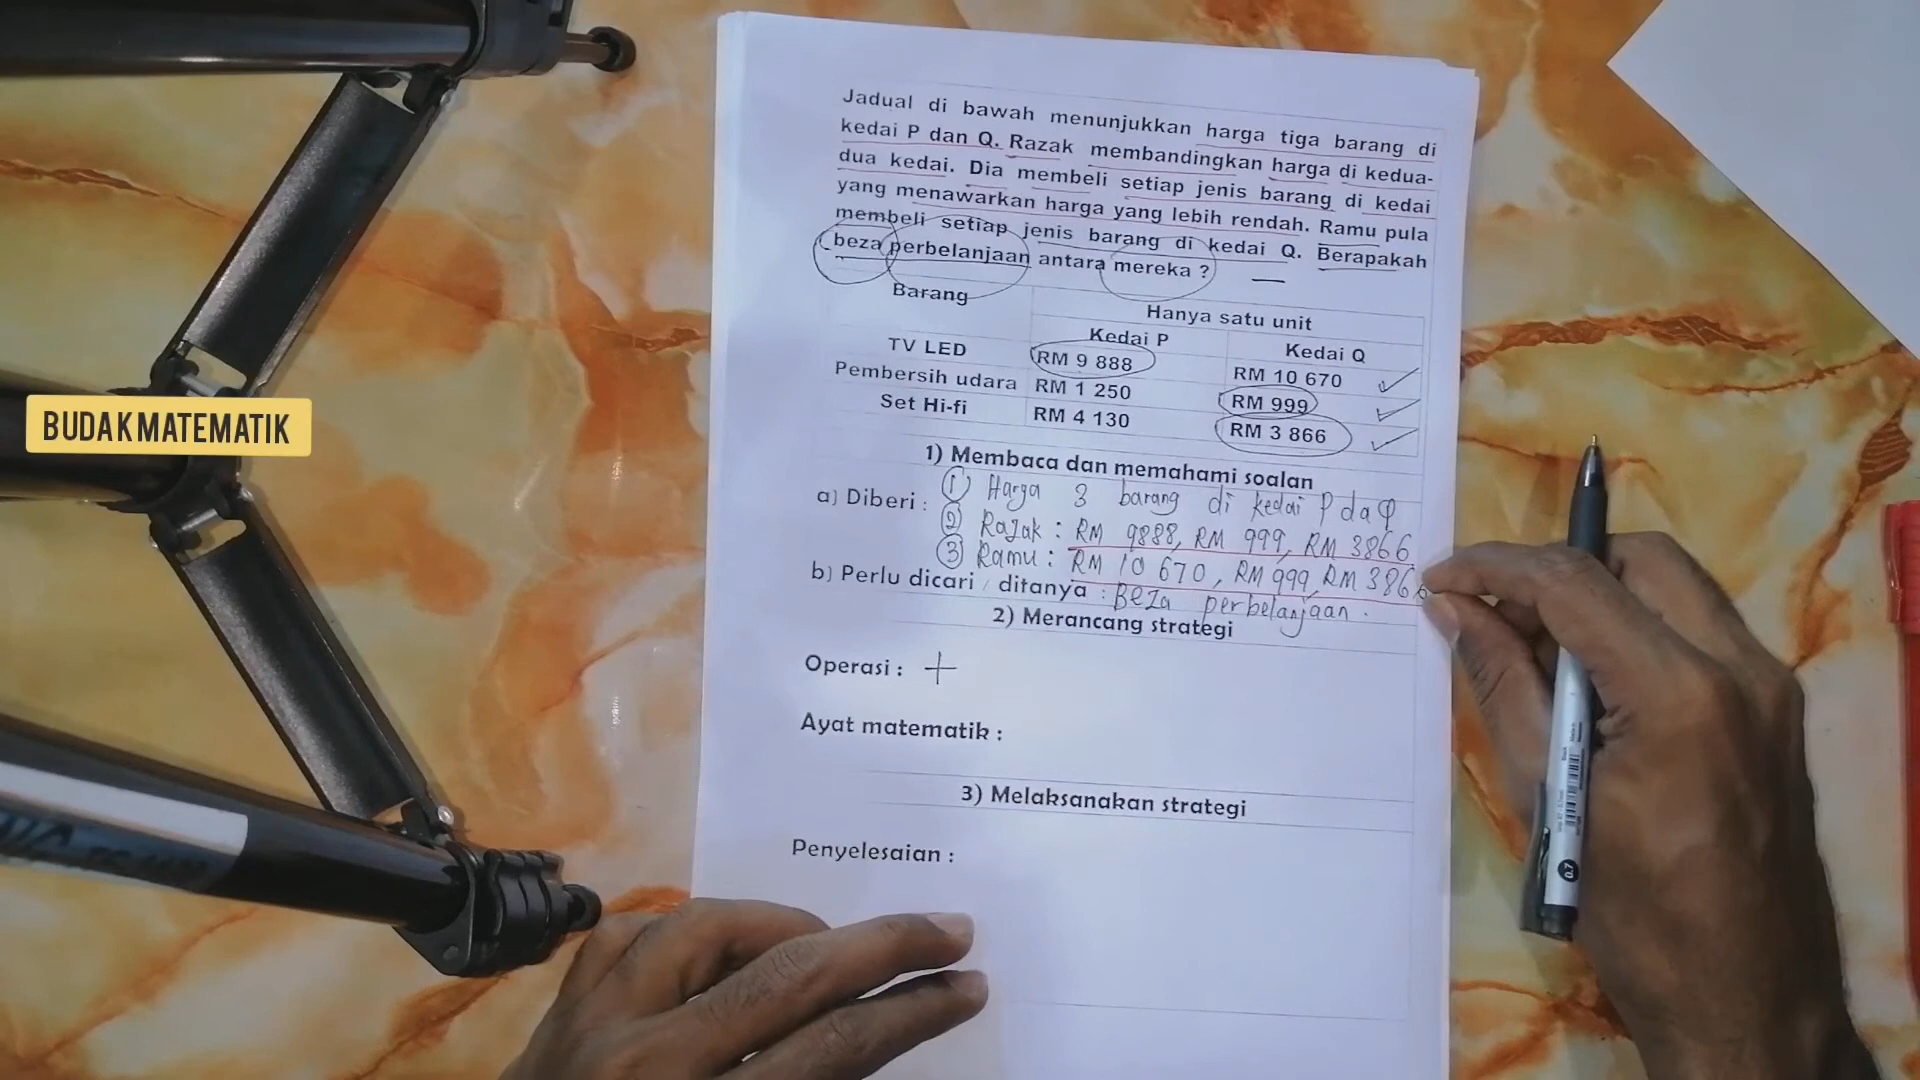 Jadual di bawah menunjukkan harga tiga barang di
kedai P dan Q. Razak membandingkan harga di kedua-
dua kedai. Dia membeli setiap jenis barang di kedai
yang menawarkan harga yang lebih rendah. Ramu pula
membeli setiap jenis barang di kedai Q. Berapakah
beza perbelanjaan antara mereka ?
Barang Hanya satu unit
Kedai P Kedai Q
TV LED RM 9 888 RM 10 670
Pembersih udara RM 1 250 RM 999
Set Hi-fi RM 4 130 RM 3 866
1) Membaca dan memahami soalan
a) Diberi : ① Harga 3 barang di kedai P da Q
② Razak : RM 9888, RM 999, RM 3866
③ Ramu : RM 10 670, RM 999, RM 3866
b) Perlu dicari / ditanya : Beza perbelanjaan .
2) Merancang strategi
Operasi : +
Ayat matematik :
3) Melaksanakan strategi
Penyelesaian :
BUDAK MATEMATIK
0.7